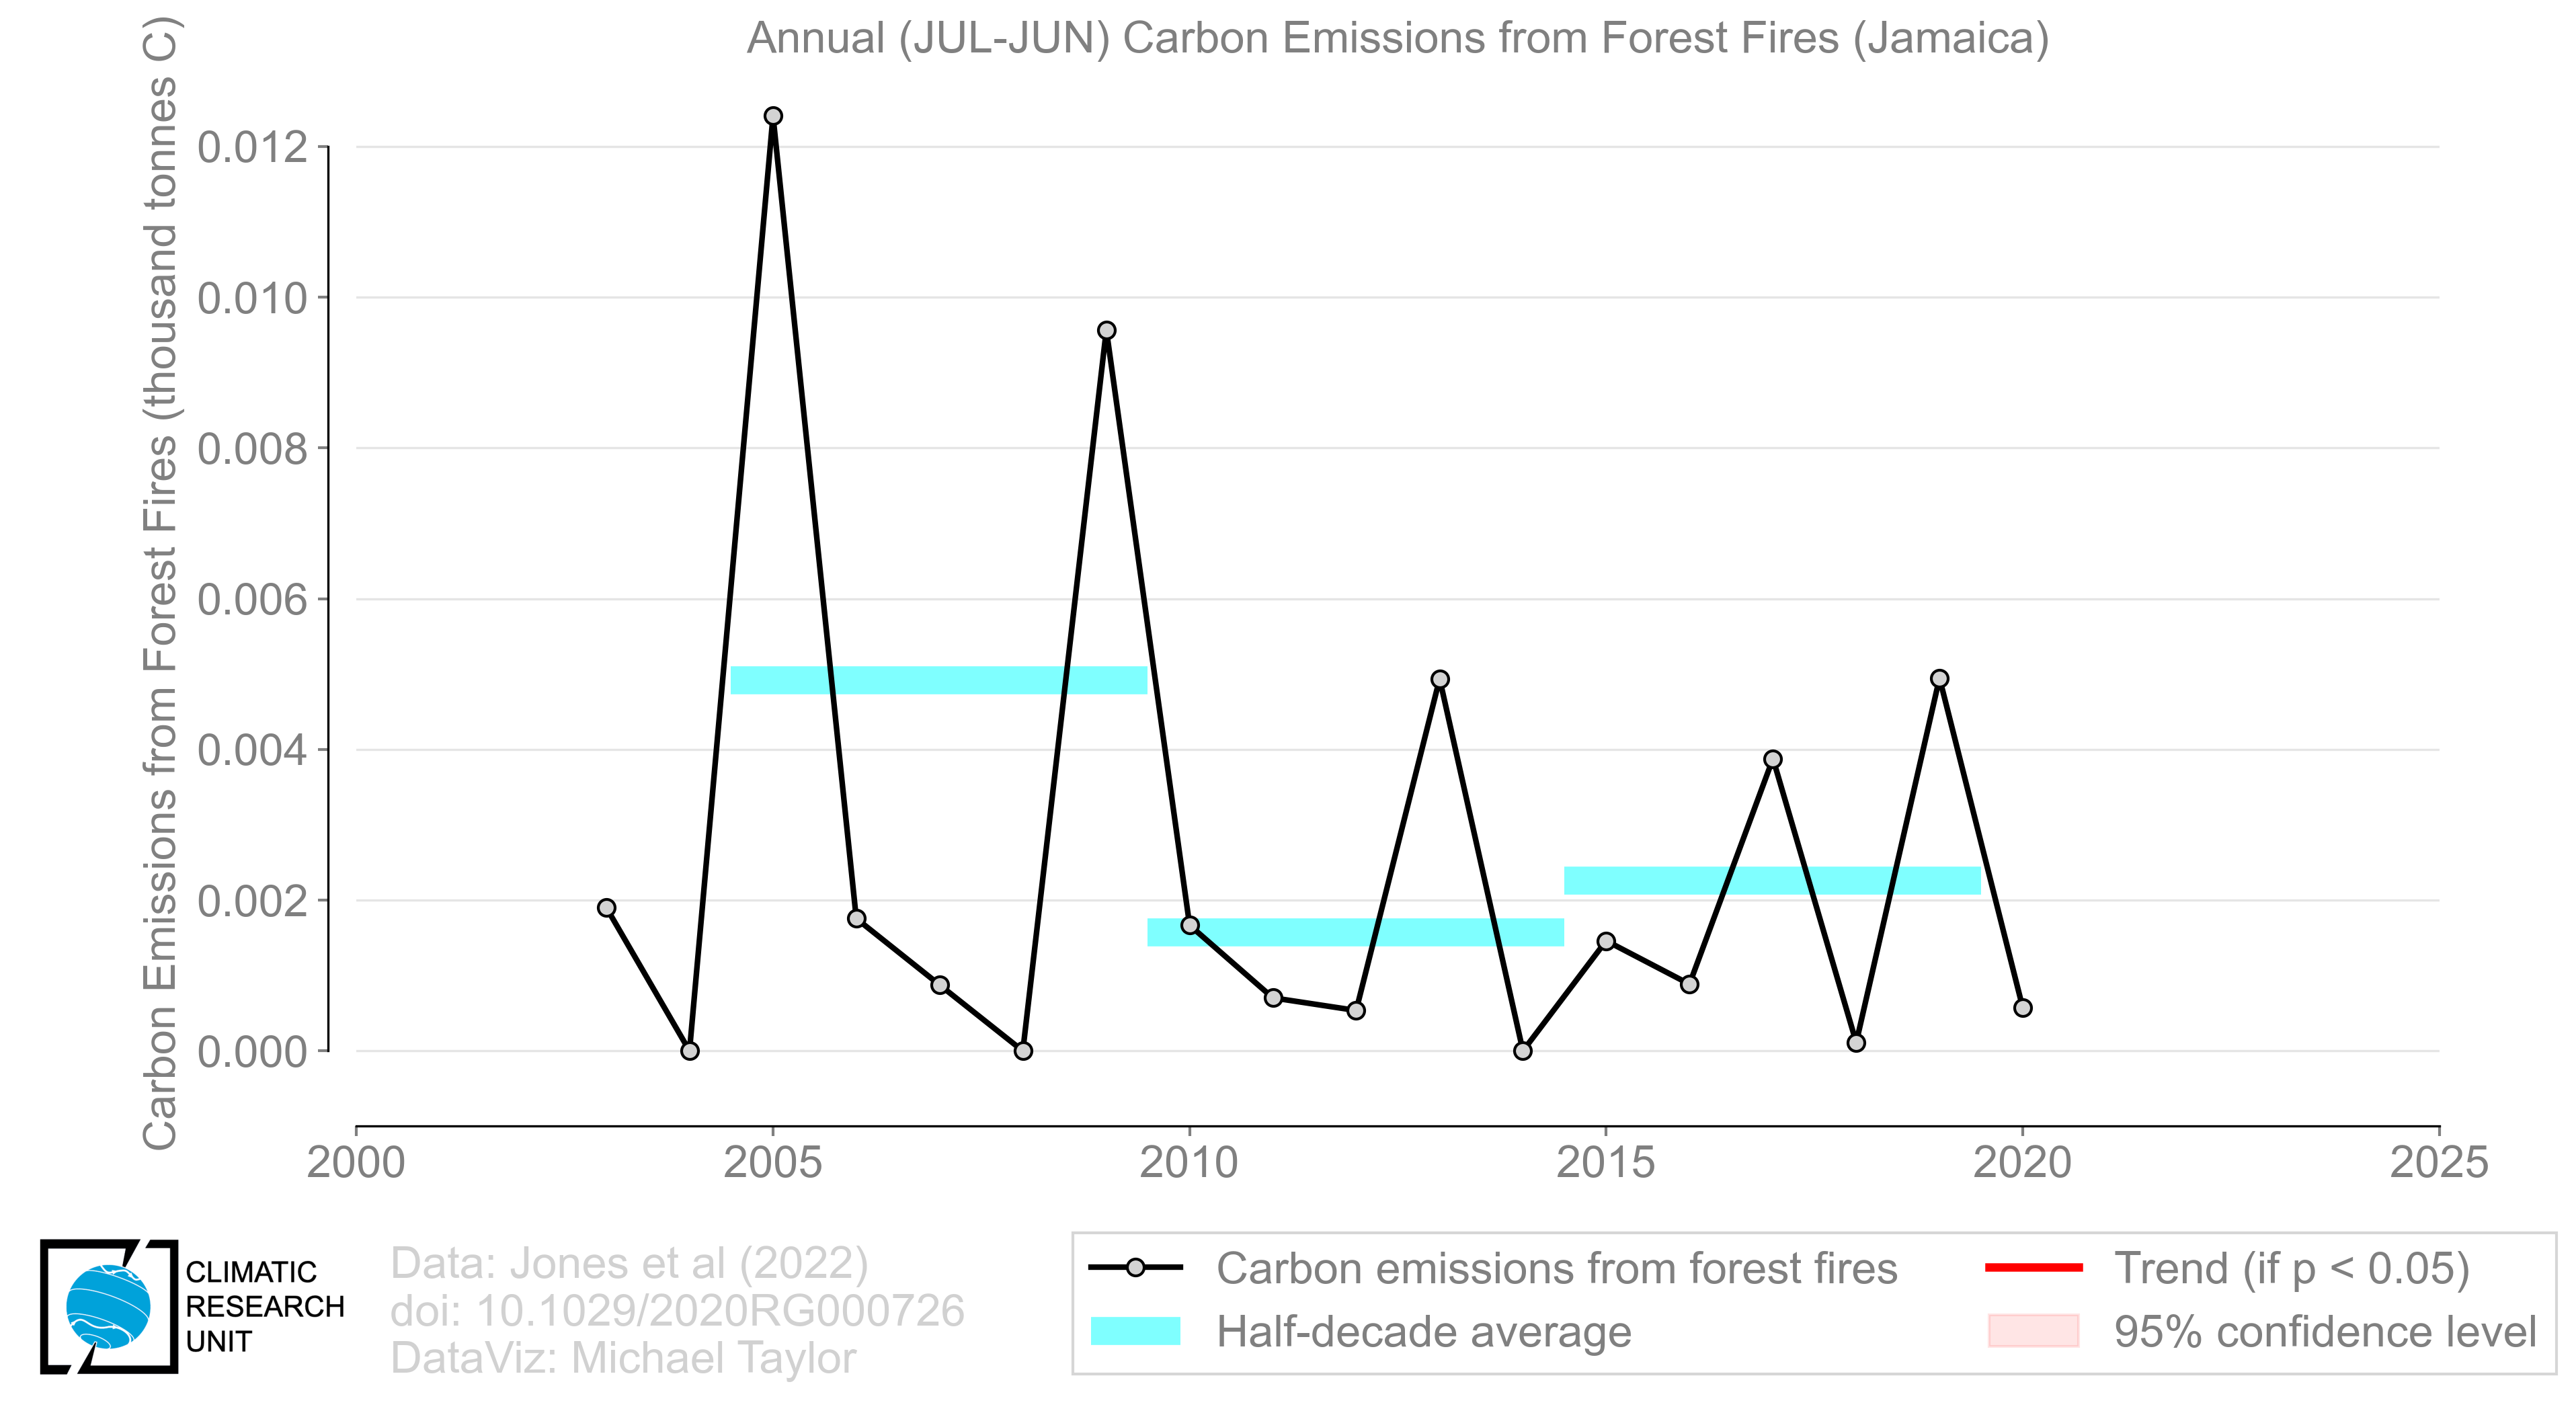 Annual (JUL-JUN) Carbon Emissions from Forest Fires (Jamaica)
Carbon Emissions from Forest Fires (thousand tonnes C)
0.012
0.010
0.008
0.006
0.004
0.002
0.000
2000 2005 2010 2015 2020 2025
CLIMATIC
RESEARCH
UNIT
Data: Jones et al (2022)
doi: 10.1029/2020RG000726
DataViz: Michael Taylor
Carbon emissions from forest fires
Half-decade average
Trend (if p < 0.05)
95% confidence level